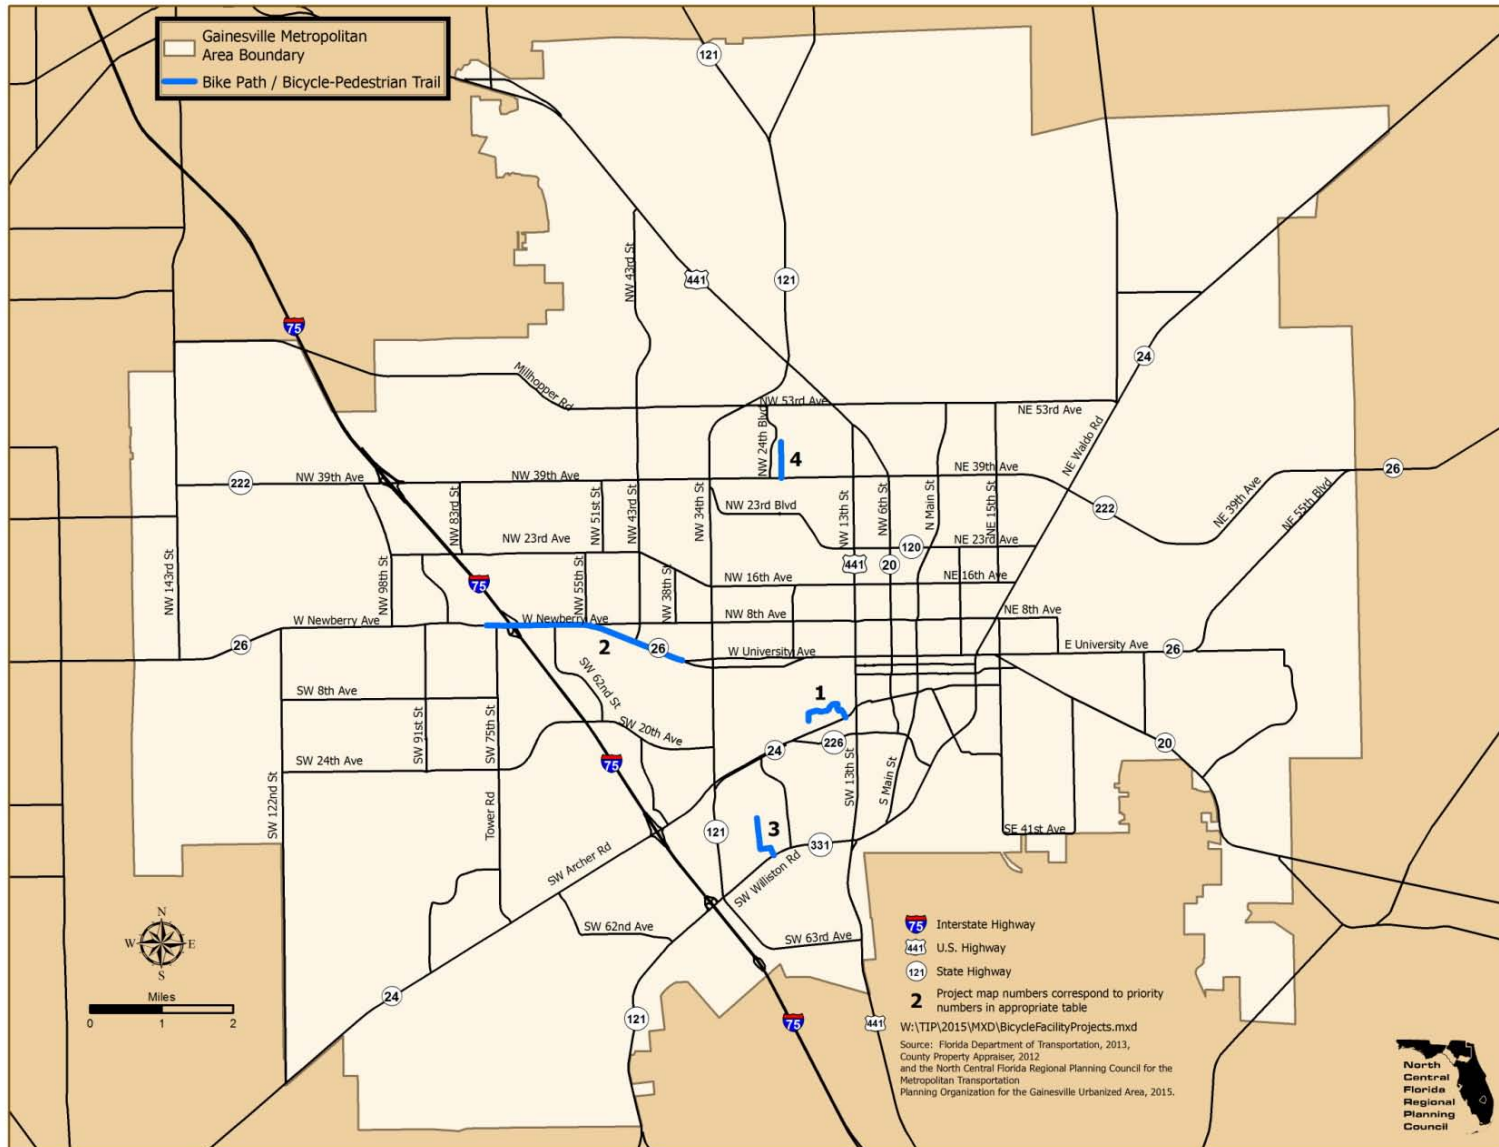 Gainesville Metropolitan
Area Boundary
Bike Path / Bicycle-Pedestrian Trail
121
NW 43rd St
441
121
75
24
Millhopper Rd
NW 53rd Ave
NE 53rd Ave
NW 24th Blvd
4
NE Waldo Rd
222
NW 39th Ave
NW 39th Ave
NE 39th Ave
26
NW 83rd St
NW 51st St
NW 43rd St
NW 34th St
NW 23rd Blvd
NW 13th St
NW 6th St
N Main St
NE 15th St
222
NE 39th Ave
NE 55th Blvd
NW 23rd Ave
120
NE 23rd Ave
NW 143rd St
NW 98th St
75
NW 55th St
NW 38th St
NW 16th Ave
441
20
NE 16th Ave
26
W Newberry Ave
W Newberry Ave
2
26
NW 8th Ave
NE 8th Ave
W University Ave
E University Ave
26
SW 62nd St
SW 8th Ave
SW 91st St
SW 75th St
SW 20th Ave
1
24
226
20
SW 24th Ave
75
SW 122nd St
Tower Rd
SW 13th St
S Main St
121
3
331
SE 41st Ave
SW Archer Rd
SW Williston Rd
SW 62nd Ave
SW 63rd Ave
N
W
E
S
24
121
75
441
Miles
0
1
2
75 Interstate Highway
441 U.S. Highway
121 State Highway
2 Project map numbers correspond to priority
numbers in appropriate table
W:\TIP\2015\MXD\BicycleFacilityProjects.mxd
Source: Florida Department of Transportation, 2013,
County Property Appraiser, 2012
and the North Central Florida Regional Planning Council for the
Metropolitan Transportation
Planning Organization for the Gainesville Urbanized Area, 2015.
North
Central
Florida
Regional
Planning
Council